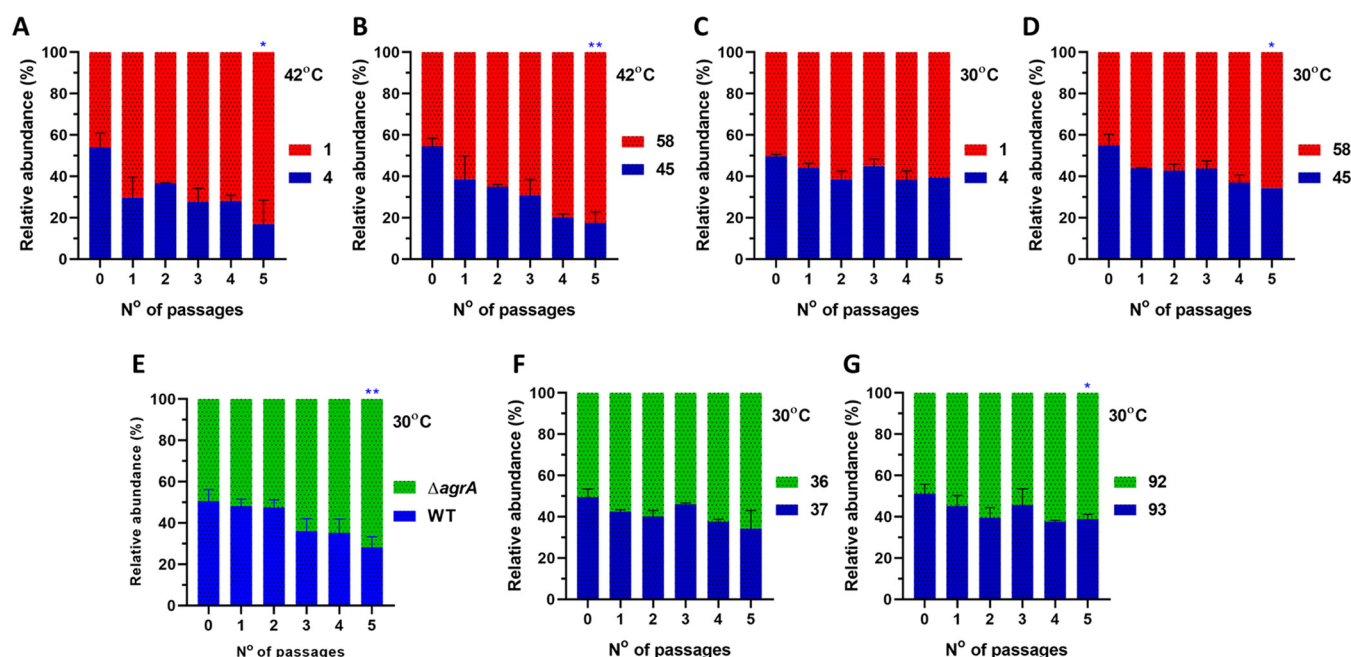 A
Relative abundance (%)
100
80
60
40
20
0
*
42°C
1
4
0 1 2 3 4 5
Nº of passages
B
Relative abundance (%)
100
80
60
40
20
0
**
42°C
58
45
0 1 2 3 4 5
Nº of passages
C
Relative abundance (%)
100
80
60
40
20
0
30°C
1
4
0 1 2 3 4 5
Nº of passages
D
Relative abundance (%)
100
80
60
40
20
0
*
30°C
58
45
0 1 2 3 4 5
Nº of passages
E
Relative abundance (%)
100
80
60
40
20
0
**
30°C
ΔagrA
WT
0 1 2 3 4 5
Nº of passages
F
Relative abundance (%)
100
80
60
40
20
0
30°C
36
37
0 1 2 3 4 5
Nº of passages
G
Relative abundance (%)
100
80
60
40
20
0
*
30°C
92
93
0 1 2 3 4 5
Nº of passages